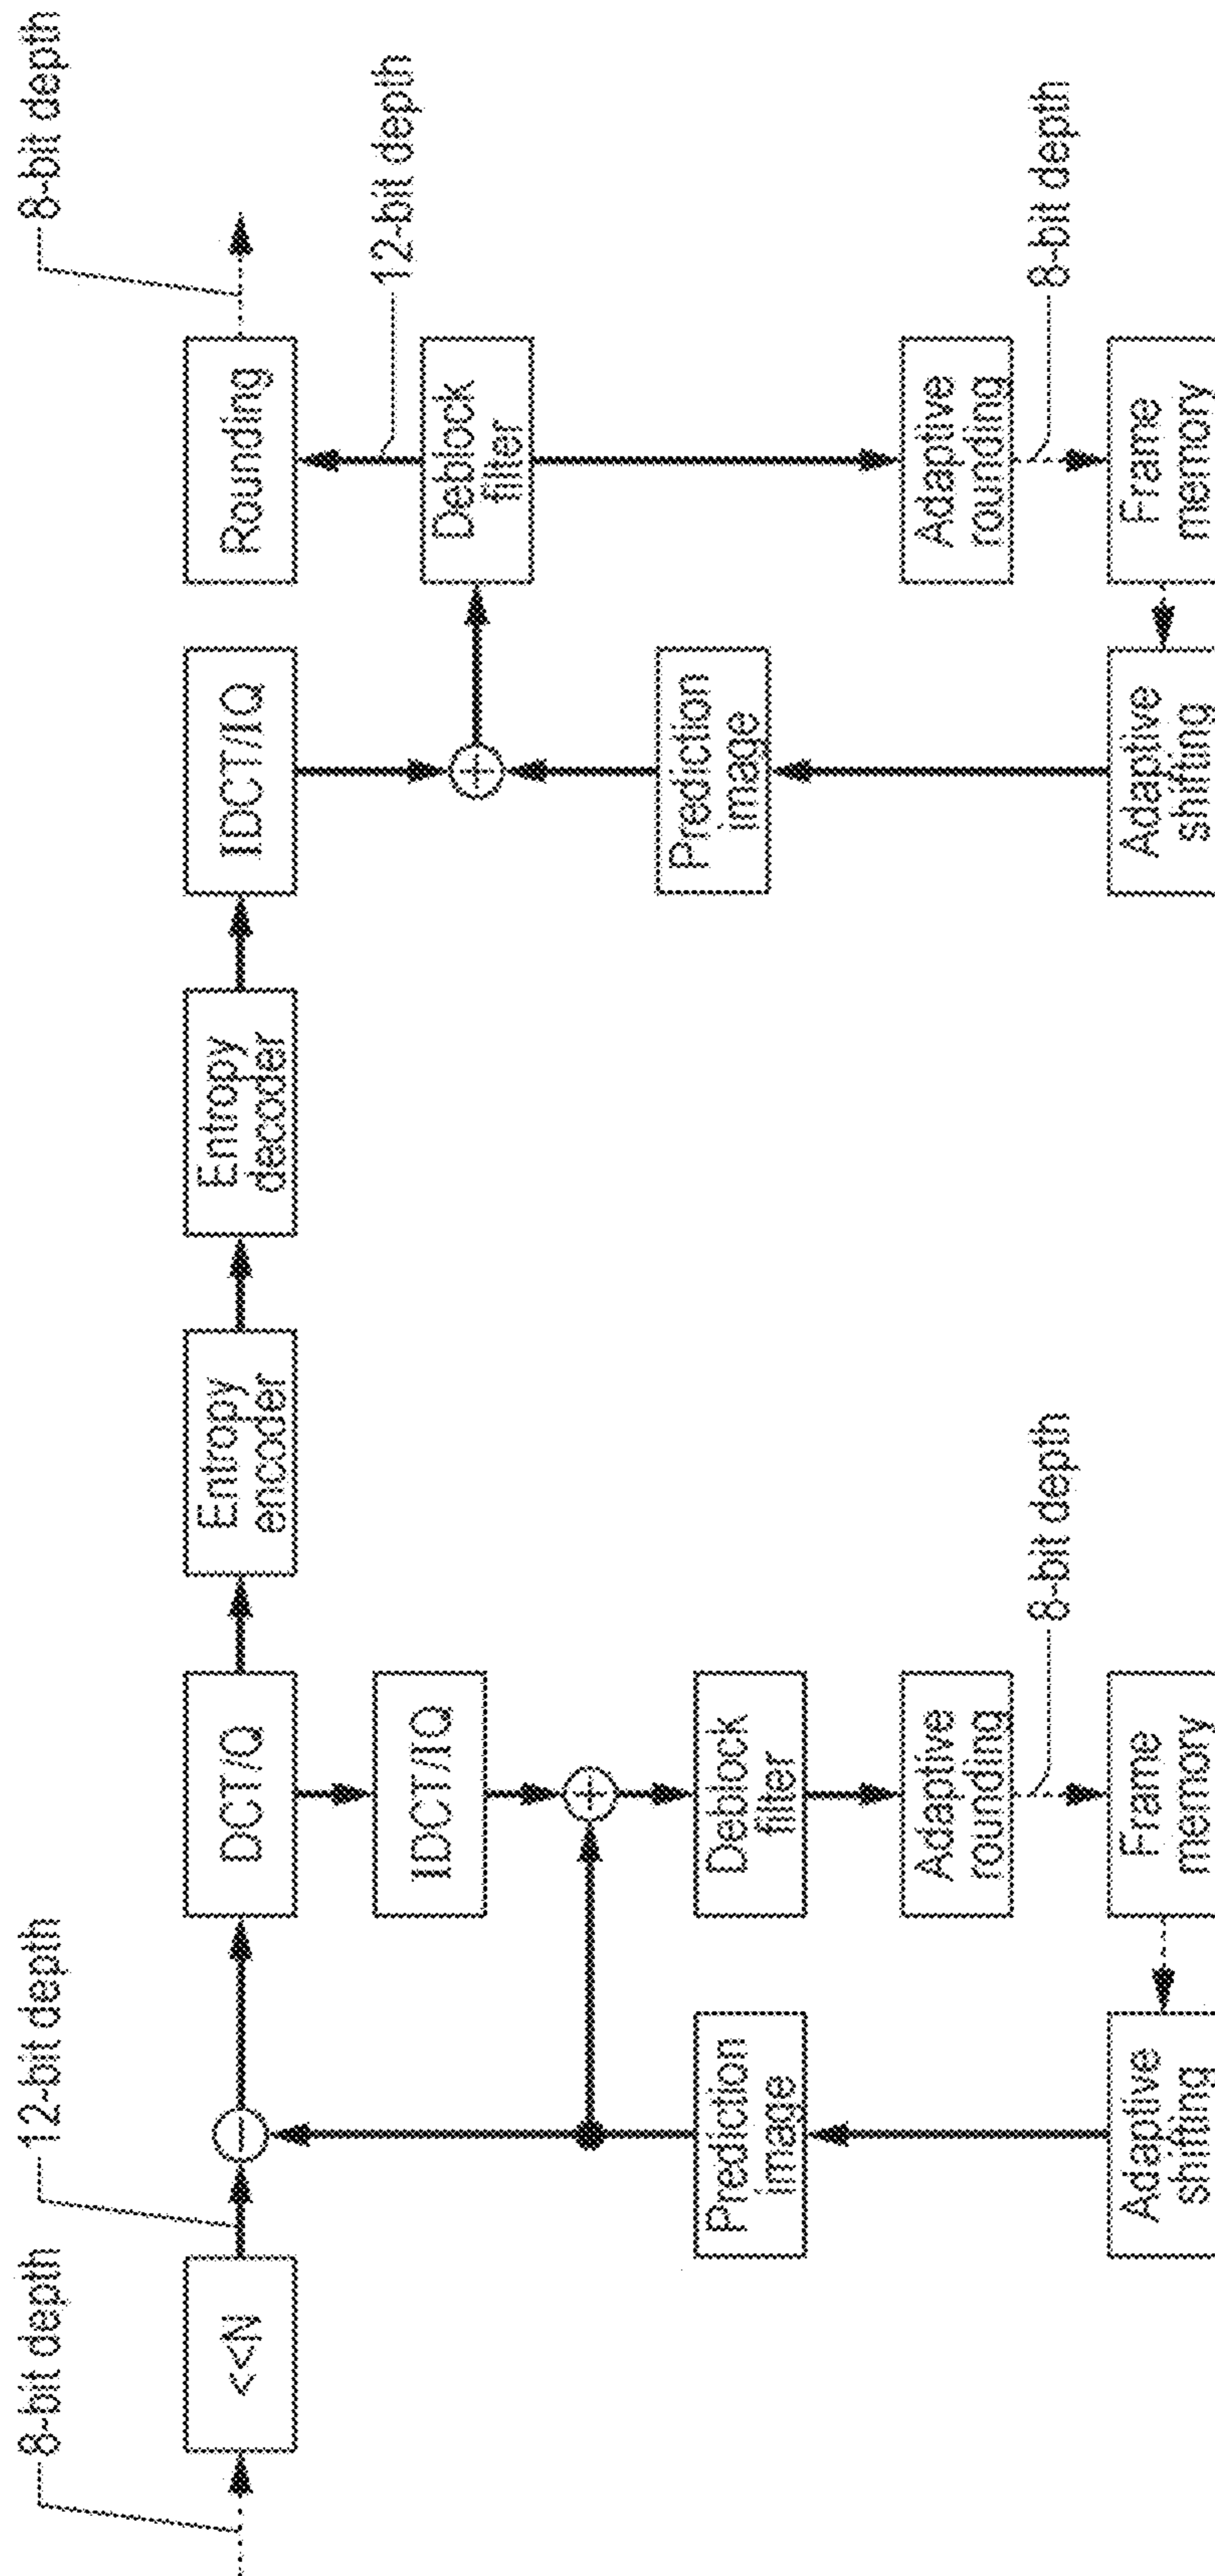 8-bit depth
12-bit depth
8-bit depth
<<N
DCT/Q
Entropy
encoder
Entropy
decoder
IDCT/IQ
Rounding
12-bit depth
IDCT/IQ
Deblock
filter
Prediction
image
Deblock
filter
Prediction
image
Adaptive
rounding
8-bit depth
Adaptive
rounding
8-bit depth
Adaptive
shifting
Frame
memory
Adaptive
shifting
Frame
memory